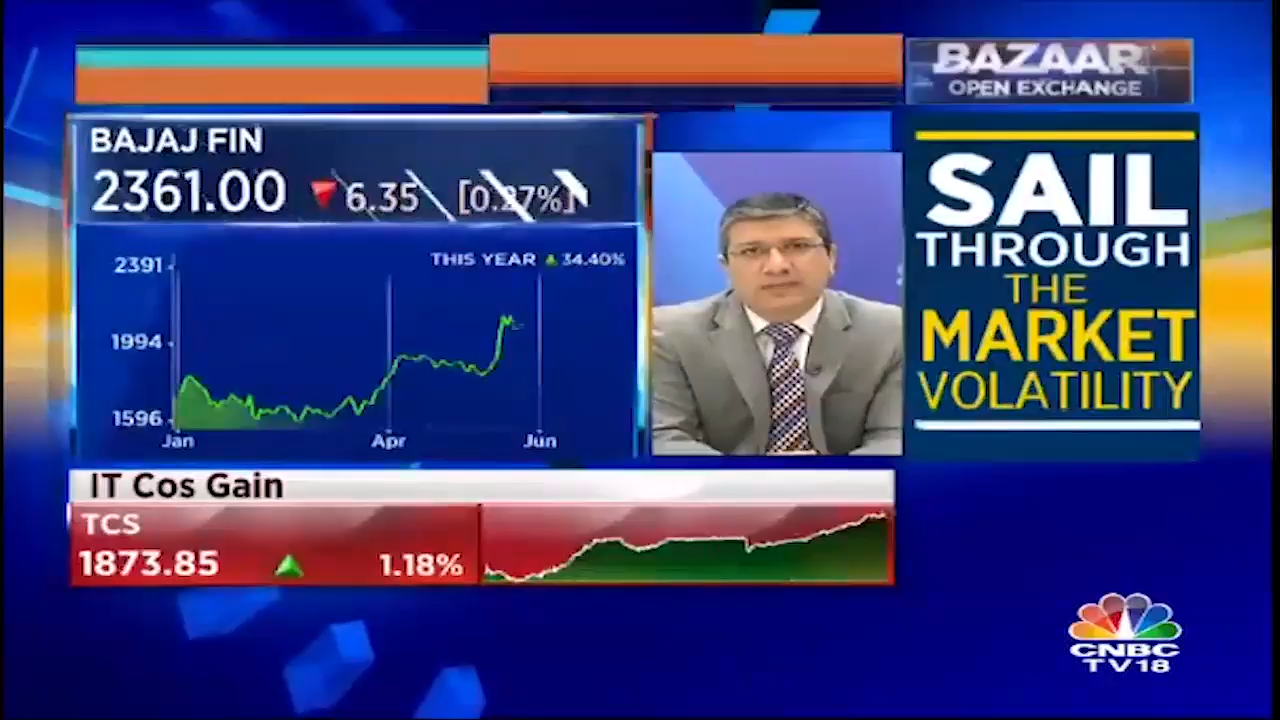 BAZAAR
OPEN EXCHANGE
BAJAJ FIN
2361.00 6.35 [0.27%]
THIS YEAR 34.40%
2391
1994
1596
Jan Apr Jun
SAIL
THROUGH
THE
MARKET
VOLATILITY
IT Cos Gain
TCS
1873.85 1.18%
CNBC
TV18